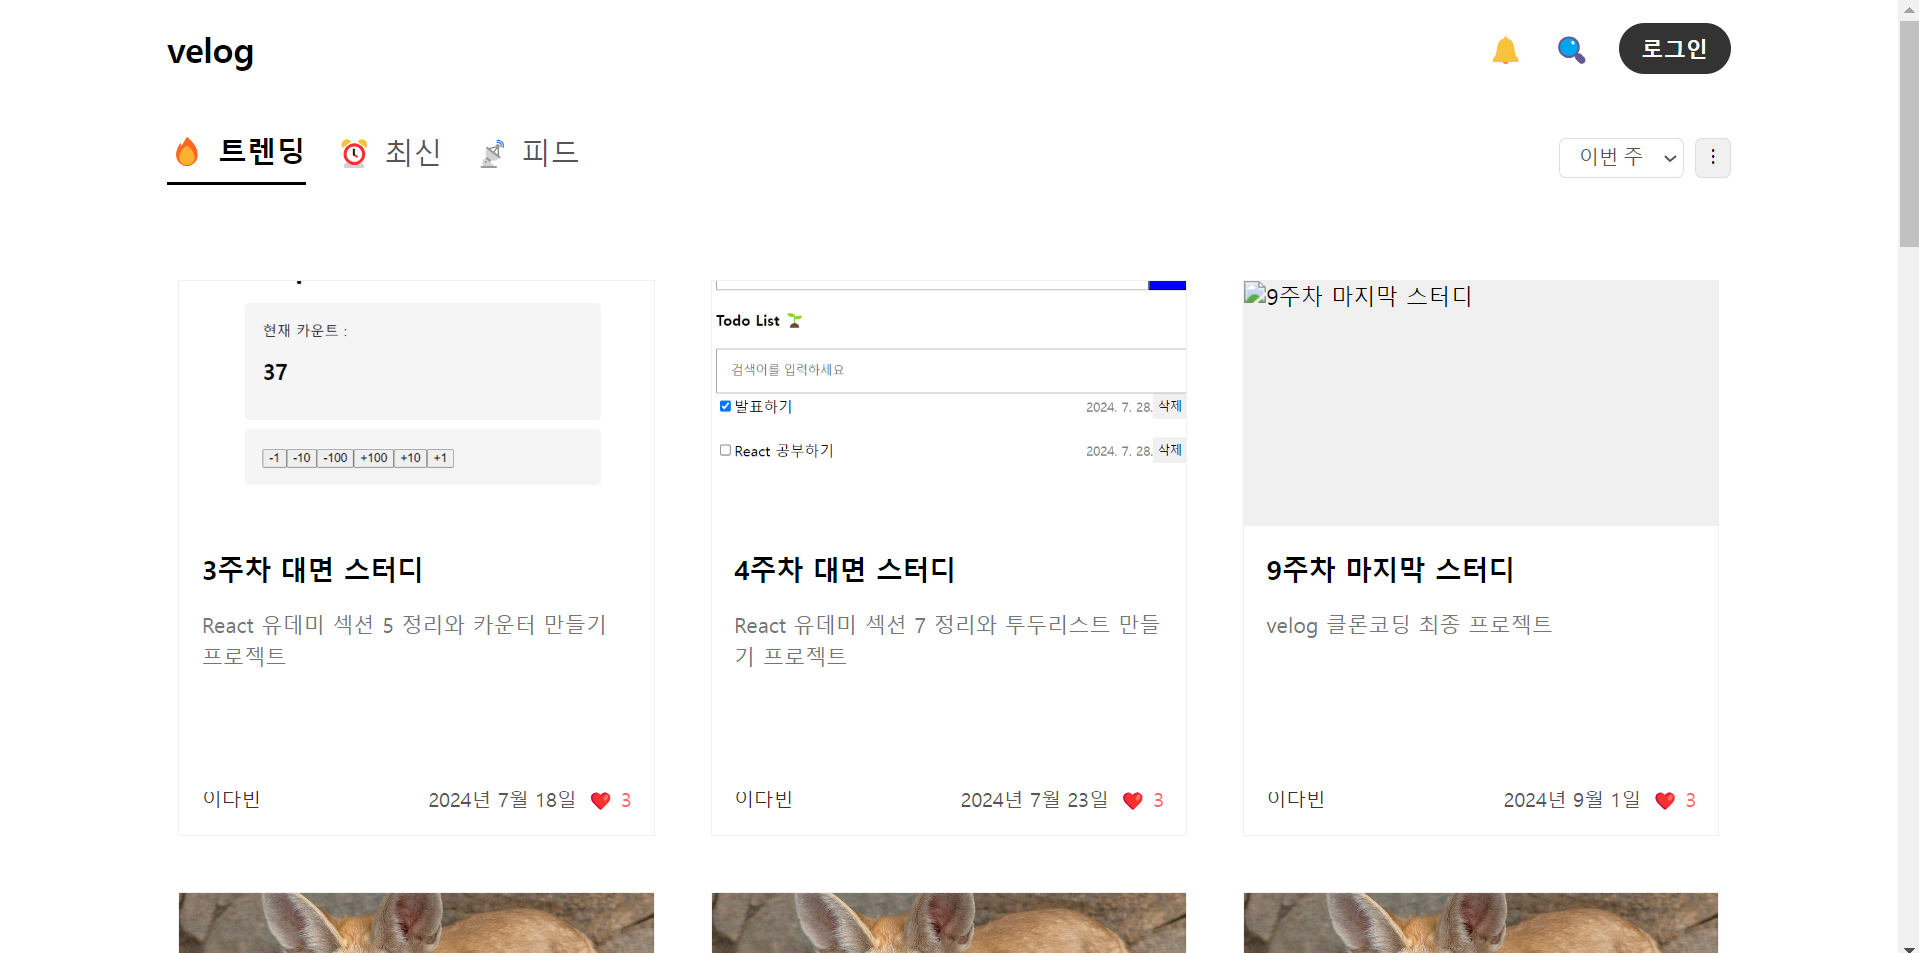 velog
로그인
트렌딩
최신
피드
이번 주
현재 카운트 :
37
-1 -10 -100 +100 +10 +1
Todo List
검색어를 입력하세요
발표하기 2024. 7. 28. 삭제
React 공부하기 2024. 7. 28. 삭제
9주차 마지막 스터디
3주차 대면 스터디
React 유데미 섹션 5 정리와 카운터 만들기
프로젝트
이다빈 2024년 7월 18일 3
4주차 대면 스터디
React 유데미 섹션 7 정리와 투두리스트 만들
기 프로젝트
이다빈 2024년 7월 23일 3
9주차 마지막 스터디
velog 클론코딩 최종 프로젝트
이다빈 2024년 9월 1일 3